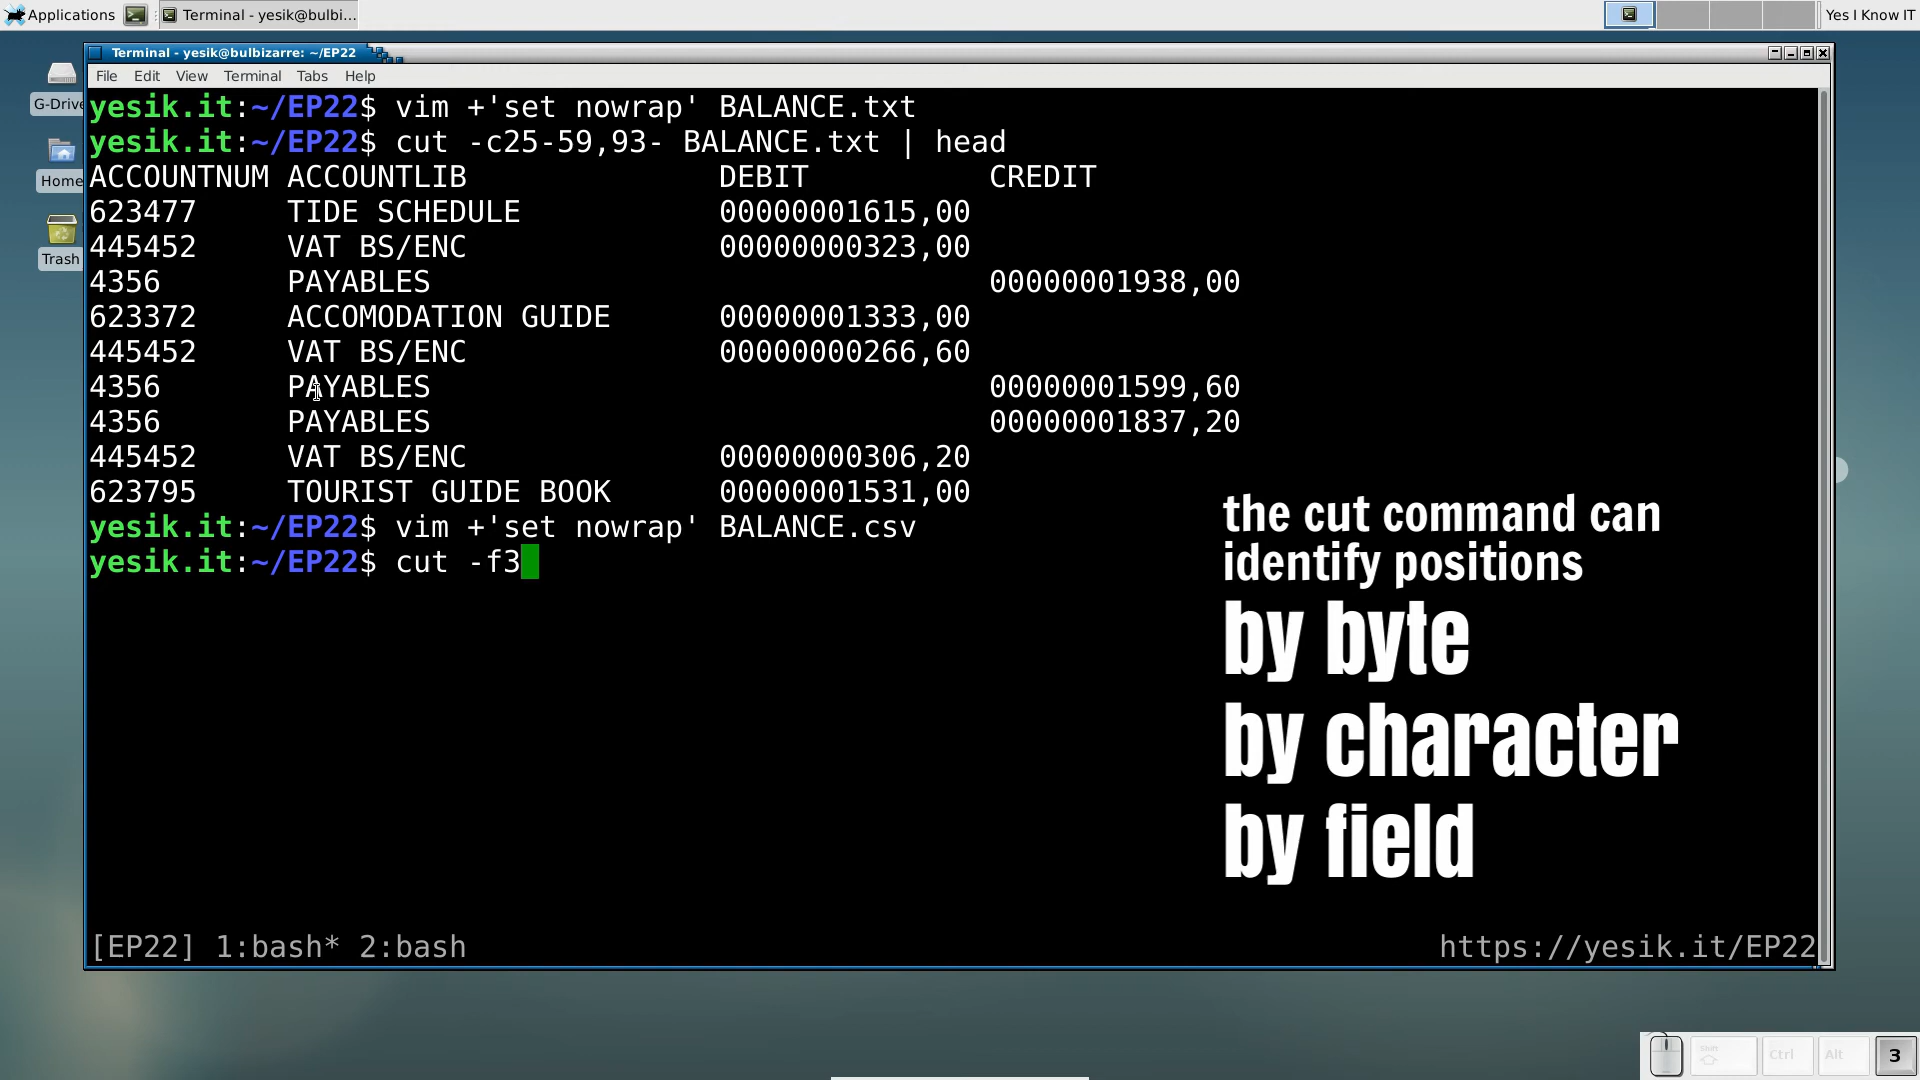 Applications
Terminal - yesik@bulbi...
Yes I Know IT
Terminal - yesik@bulbizarre: ~/EP22
File Edit View Terminal Tabs Help
G-Drive
Home
Trash
yesik.it:~/EP22$ vim +'set nowrap' BALANCE.txt
yesik.it:~/EP22$ cut -c25-59,93- BALANCE.txt | head
ACCOUNTNUM ACCOUNTLIB DEBIT CREDIT
623477 TIDE SCHEDULE 00000001615,00
445452 VAT BS/ENC 00000000323,00
4356 PAYABLES 00000001938,00
623372 ACCOMODATION GUIDE 00000001333,00
445452 VAT BS/ENC 00000000266,60
4356 PAYABLES 00000001599,60
4356 PAYABLES 00000001837,20
445452 VAT BS/ENC 00000000306,20
623795 TOURIST GUIDE BOOK 00000001531,00
yesik.it:~/EP22$ vim +'set nowrap' BALANCE.csv
yesik.it:~/EP22$ cut -f3
the cut command can
identify positions
by byte
by character
by field
[EP22] 1:bash* 2:bash https://yesik.it/EP22
Shift Ctrl Alt 3